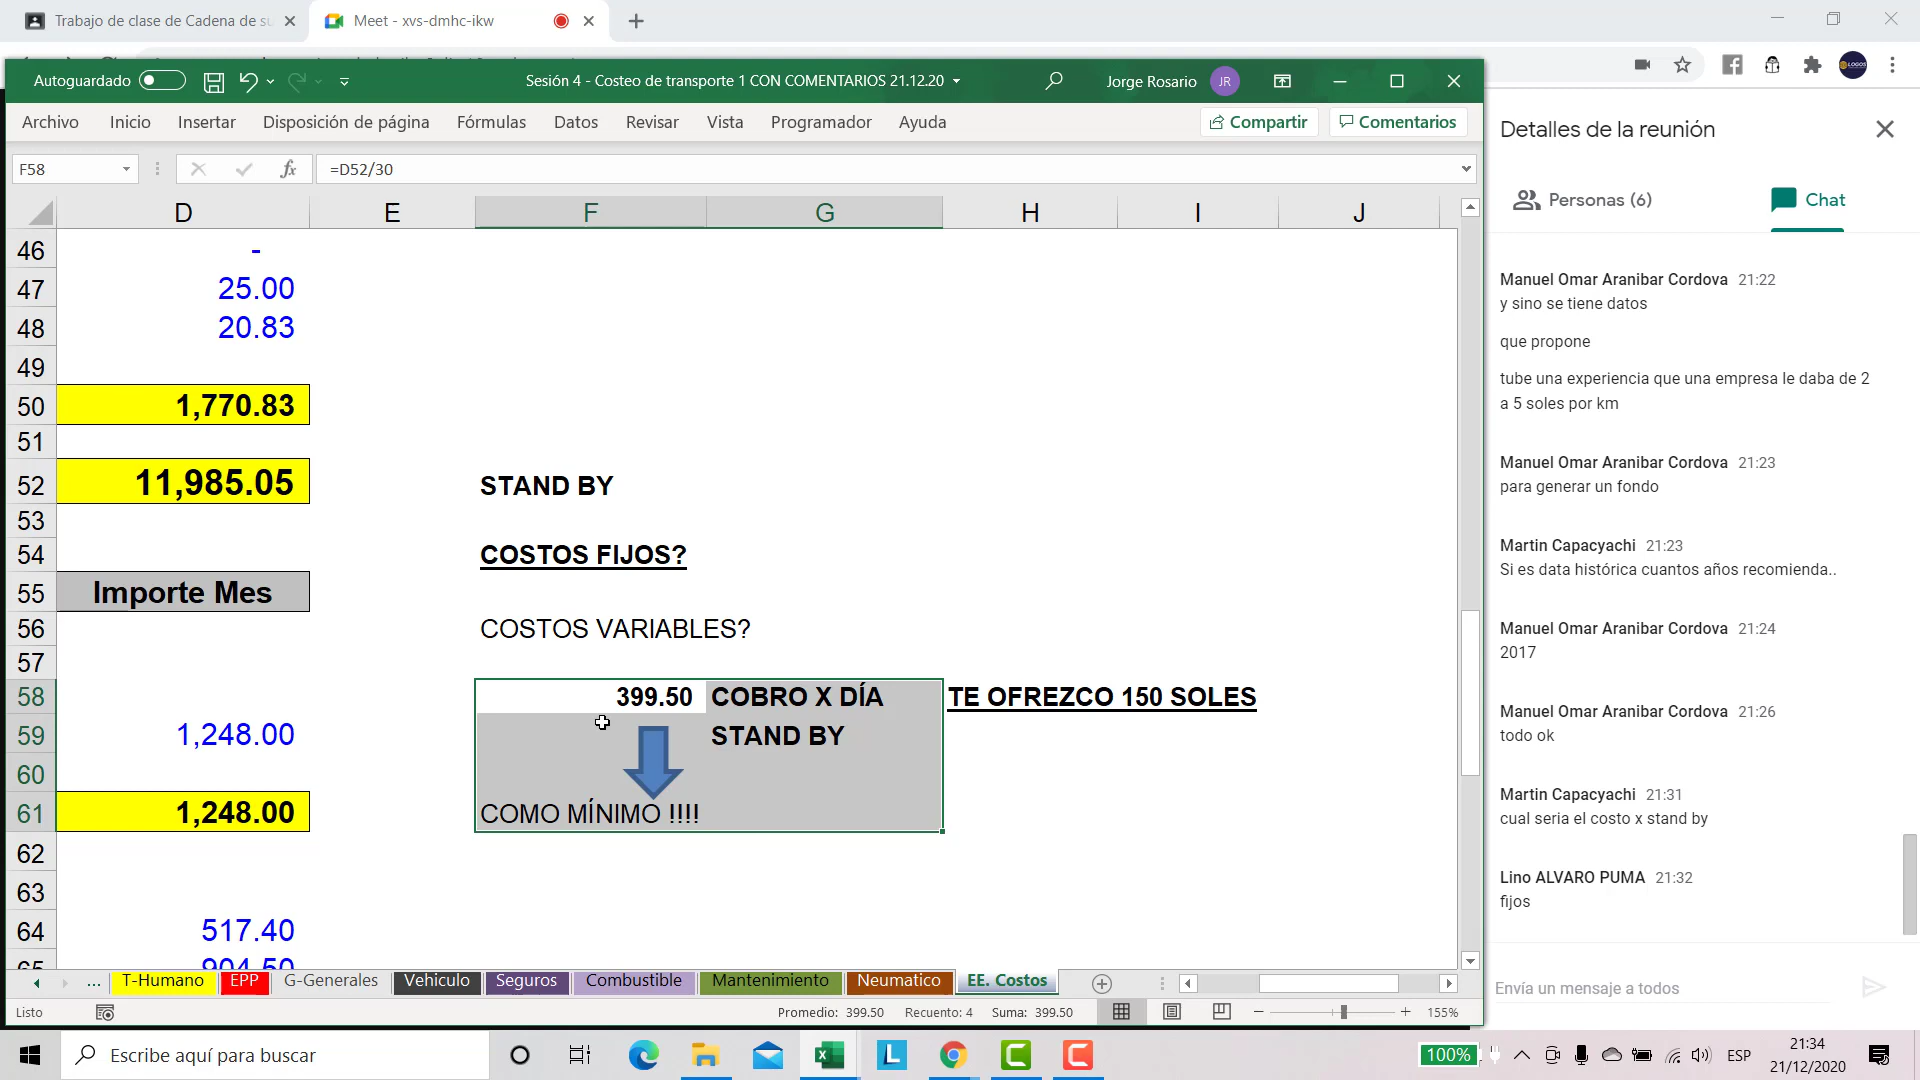 Trabajo de clase de Cadena de su
Meet - xvs-dmhc-ikw
Autoguardado
Sesión 4 - Costeo de transporte 1 CON COMENTARIOS 21.12.20
Jorge Rosario
JR
Archivo
Inicio
Insertar
Disposición de página
Fórmulas
Datos
Revisar
Vista
Programador
Ayuda
Compartir
Comentarios
F58
fx
=D52/30
D
E
F
G
H
I
J
46
-
47
25.00
48
20.83
49
50
1,770.83
51
52
11,985.05
STAND BY
53
54
COSTOS FIJOS?
55
Importe Mes
56
COSTOS VARIABLES?
57
58
399.50
COBRO X DÍA
TE OFREZCO 150 SOLES
59
1,248.00
STAND BY
60
61
1,248.00
COMO MÍNIMO !!!!
62
63
64
517.40
65
904.50
...
T-Humano
EPP
G-Generales
Vehiculo
Seguros
Combustible
Mantenimiento
Neumatico
EE. Costos
Listo
Promedio: 399.50
Recuento: 4
Suma: 399.50
155%
Detalles de la reunión
Personas (6)
Chat
Manuel Omar Aranibar Cordova 21:22
y sino se tiene datos
que propone
tube una experiencia que una empresa le daba de 2
a 5 soles por km
Manuel Omar Aranibar Cordova 21:23
para generar un fondo
Martin Capacyachi 21:23
Si es data histórica cuantos años recomienda..
Manuel Omar Aranibar Cordova 21:24
2017
Manuel Omar Aranibar Cordova 21:26
todo ok
Martin Capacyachi 21:31
cual seria el costo x stand by
Lino ALVARO PUMA 21:32
fijos
Envía un mensaje a todos
Escribe aquí para buscar
L
100%
ESP
21:34
21/12/2020